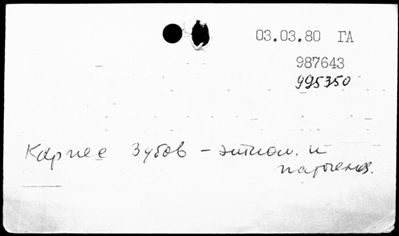 03.03.80 ГА
987643
995350
Кариес Зубов – этиол. и
патогенез.